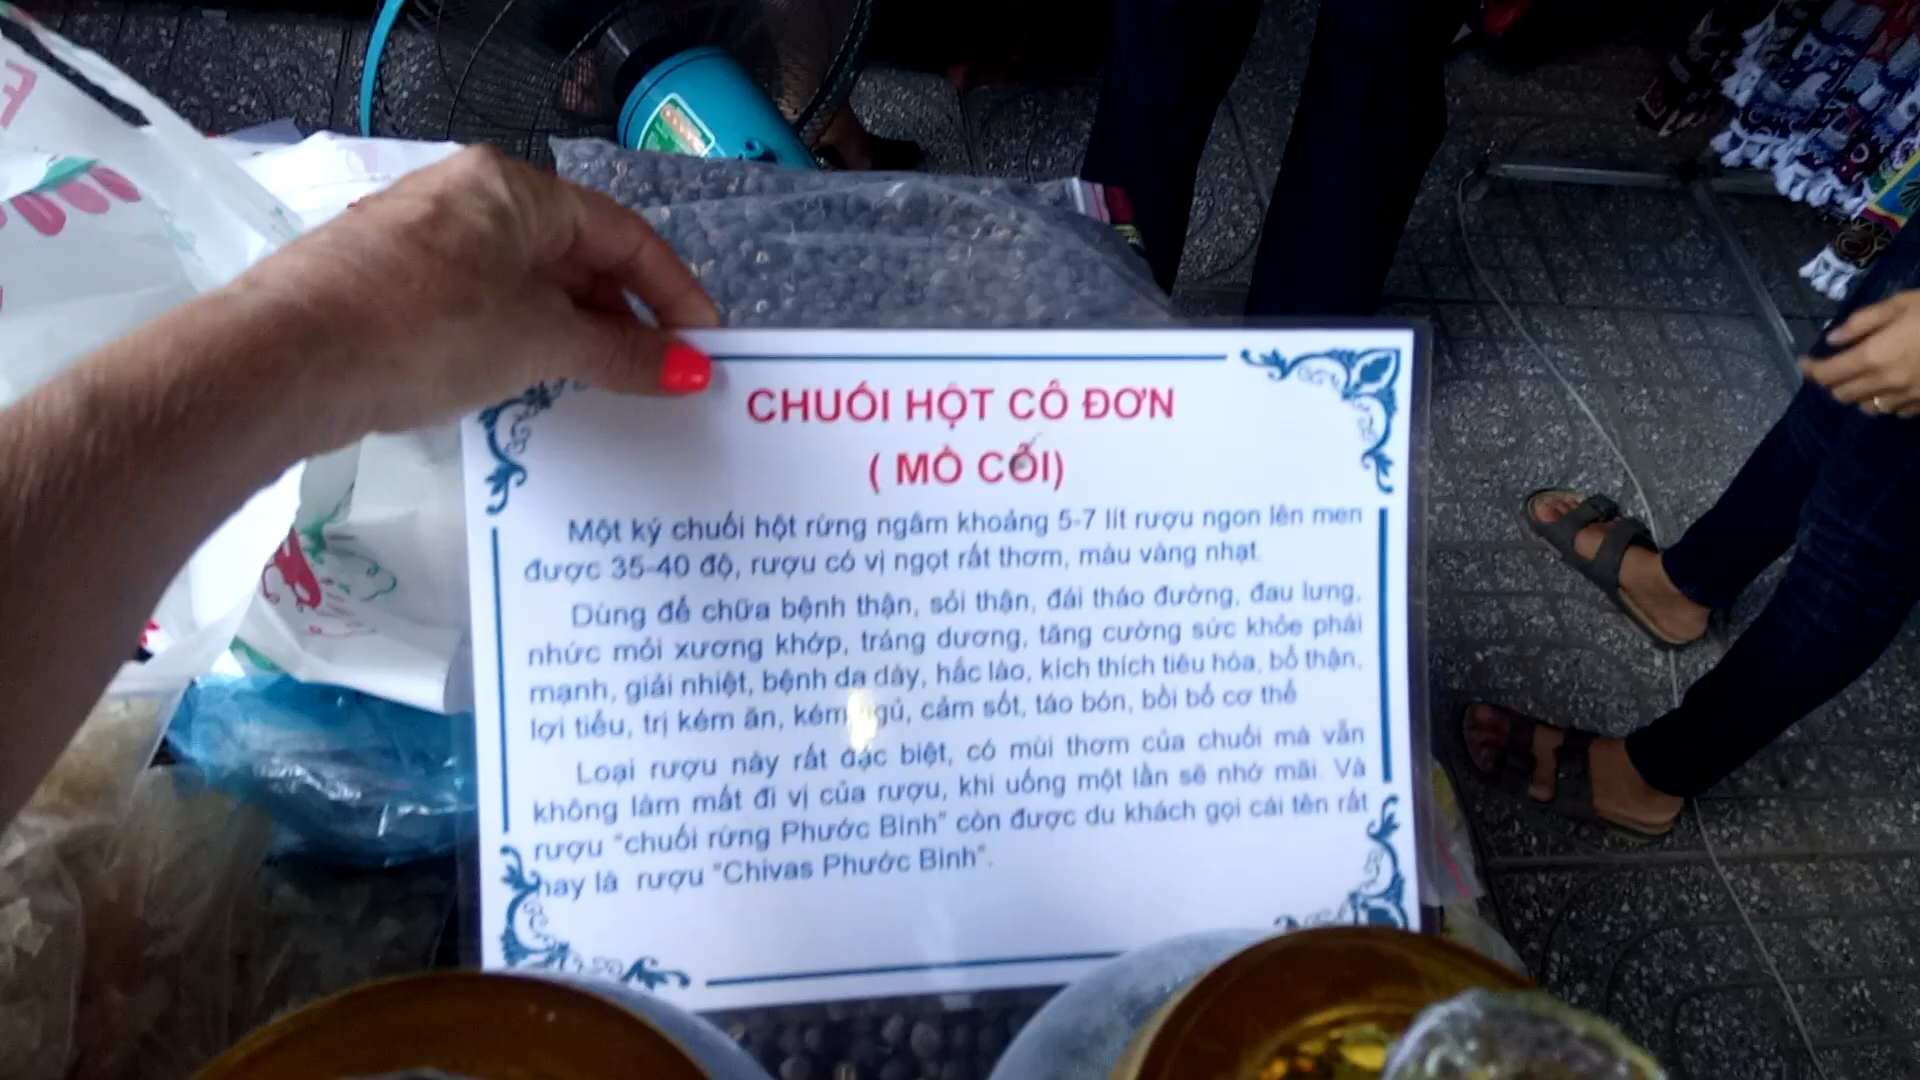 CHUỐI HỘT CÔ ĐƠN
( MỒ CỐI)
Một ký chuối hột rừng ngâm khoảng 5-7 lít rượu ngon lên men
được 35-40 độ, rượu có vị ngọt rất thơm, màu vàng nhạt.
Dùng để chữa bệnh thận, sỏi thận, đái tháo đường, đau lưng,
nhức mỏi xương khớp, tráng dương, tăng cường sức khỏe phái
mạnh, giải nhiệt, bệnh dạ dày, hắc lào, kích thích tiêu hóa, bổ thận,
lợi tiểu, trị kém ăn, kém ngủ, cảm sốt, táo bón, bồi bổ cơ thể
Loại rượu này rất đặc biệt, có mùi thơm của chuối mà vẫn
không làm mất đi vị của rượu, khi uống một lần sẽ nhớ mãi. Và
rượu "chuối rừng Phước Bình" còn được du khách gọi cái tên rất
hay là rượu "Chivas Phước Bình".